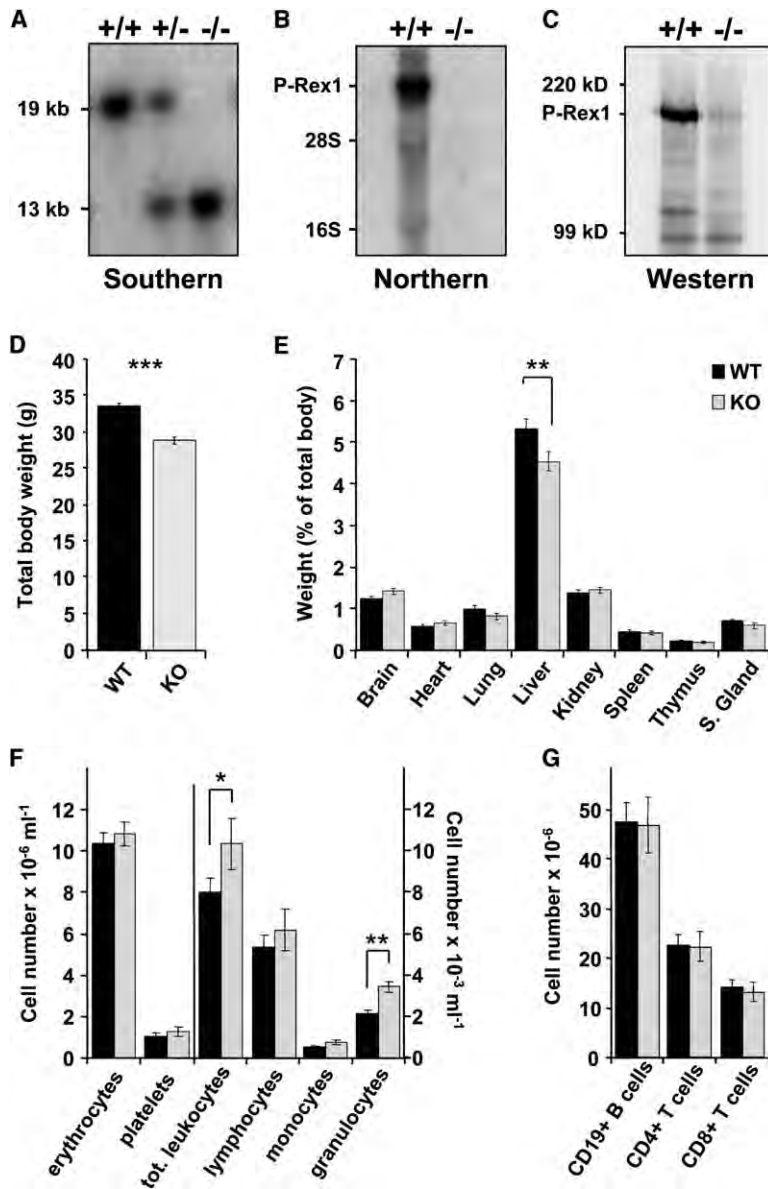 A
+/+ +/- -/-
19 kb
13 kb
Southern
B
+/+ -/-
P-Rex1
28S
16S
Northern
C
+/+ -/-
220 kD
P-Rex1
99 kD
Western
D
Total body weight (g)
40
35
30
25
20
15
10
5
0
***
WT
KO
E
Weight (% of total body)
7
6
5
4
3
2
1
0
**
WT
KO
Brain
Heart
Lung
Liver
Kidney
Spleen
Thymus
S. Gland
F
Cell number x 10-6 ml-1
12
10
8
6
4
2
0
*
**
12
10
8
6
4
2
0
Cell number x 10-3 ml-1
erythrocytes
platelets
tot. leukocytes
lymphocytes
monocytes
granulocytes
G
Cell number x 10-6
50
40
30
20
10
0
CD19+ B cells
CD4+ T cells
CD8+ T cells